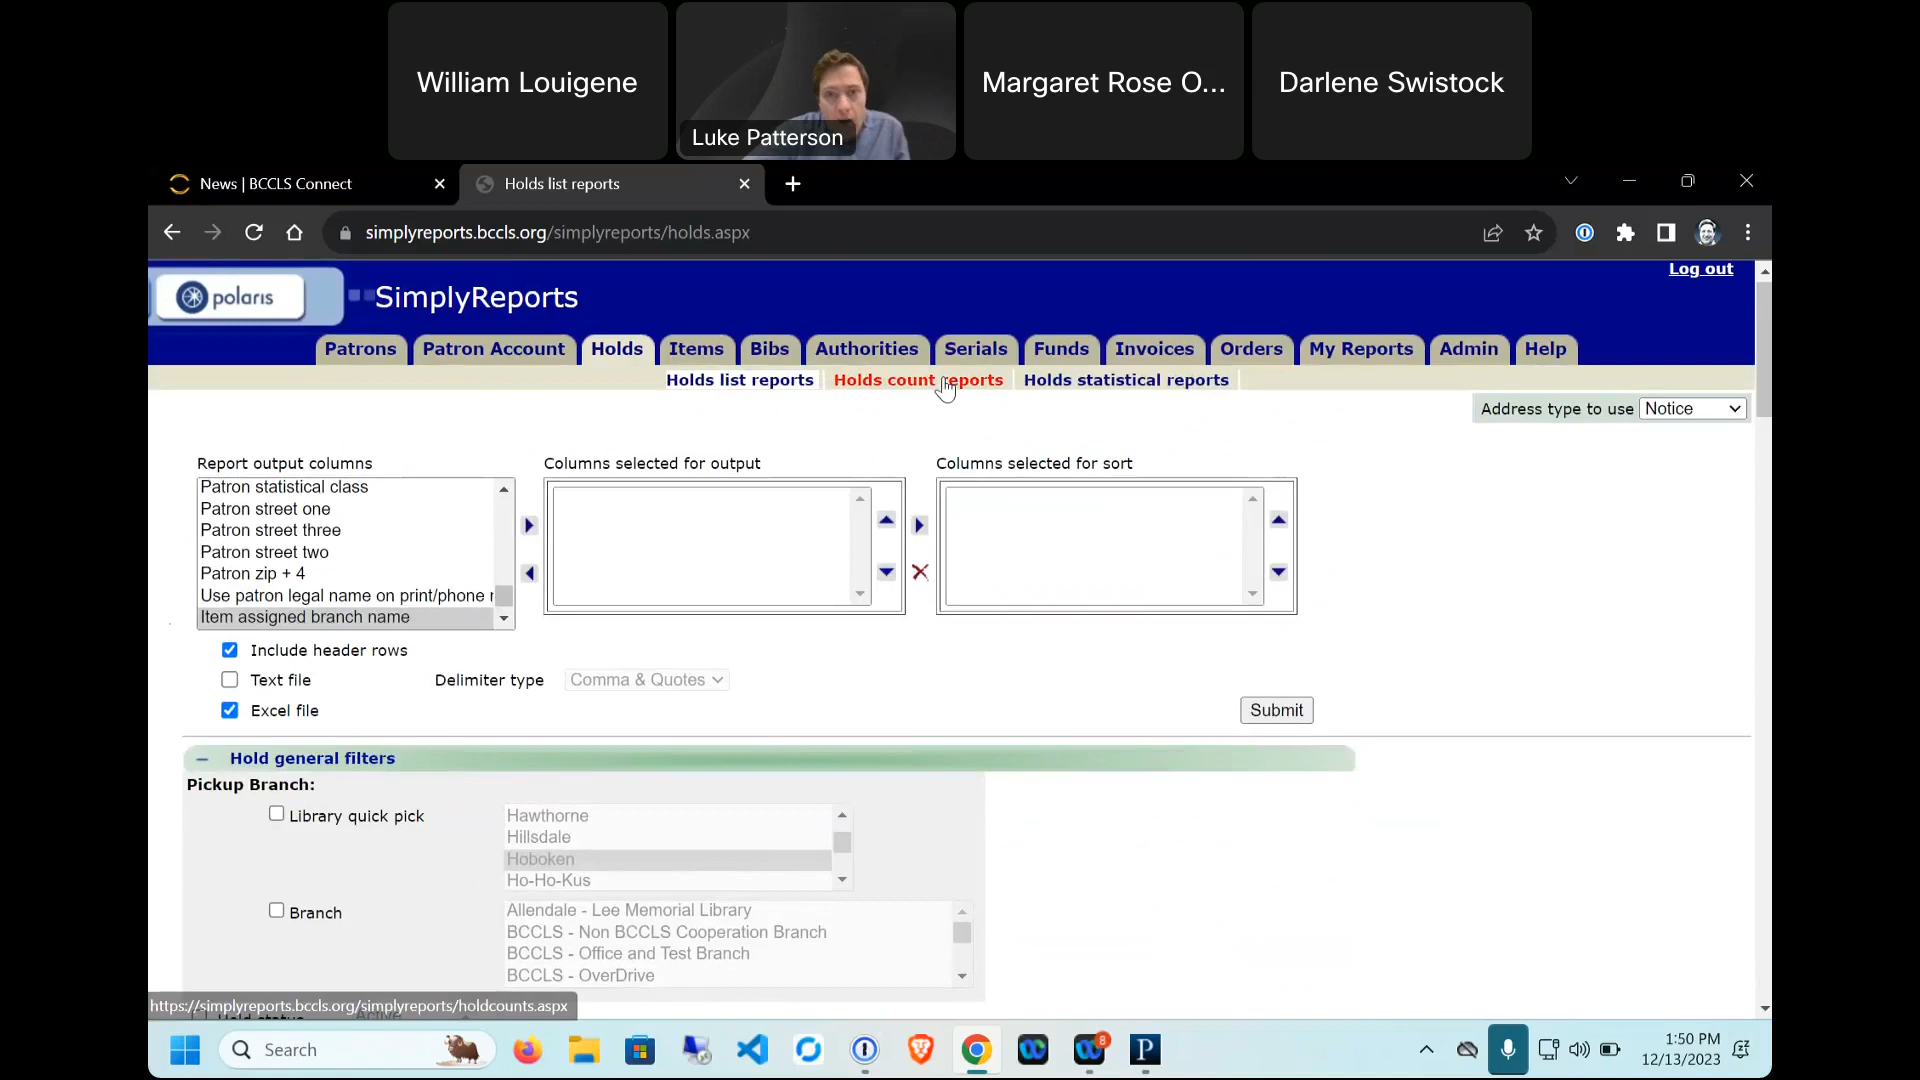 William Louigene
Luke Patterson
Margaret Rose O...
Darlene Swistock
News | BCCLS Connect
Holds list reports
simplyreports.bccls.org/simplyreports/holds.aspx
Log out
polaris
SimplyReports
Patrons Patron Account Holds Items Bibs Authorities Serials Funds Invoices Orders My Reports Admin Help
Holds list reports Holds count reports Holds statistical reports
Address type to use Notice
Report output columns
Columns selected for output
Columns selected for sort
Patron statistical class
Patron street one
Patron street three
Patron street two
Patron zip + 4
Use patron legal name on print/phone
Item assigned branch name
Include header rows
Text file
Delimiter type Comma & Quotes
Excel file
Submit
Hold general filters
Pickup Branch:
Library quick pick
Hawthorne
Hillsdale
Hoboken
Ho-Ho-Kus
Branch
Allendale - Lee Memorial Library
BCCLS - Non BCCLS Cooperation Branch
BCCLS - Office and Test Branch
BCCLS - OverDrive
https://simplyreports.bccls.org/simplyreports/holdcounts.aspx
Search
8
P
1:50 PM
12/13/2023